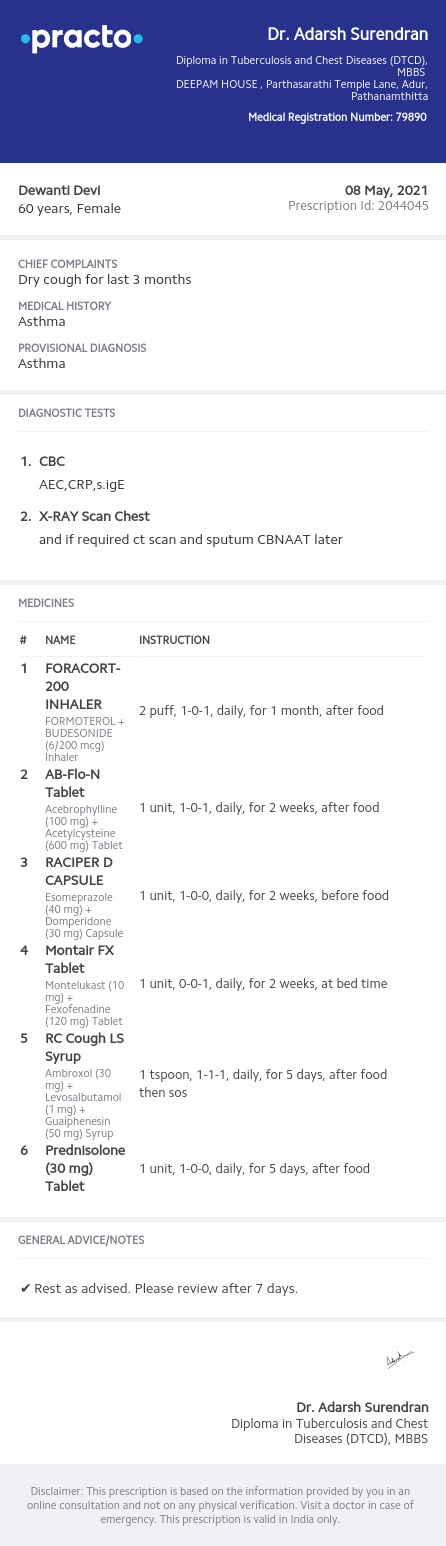 practo
Dr. Adarsh Surendran
Diploma in Tuberculosis and Chest Diseases (DTCD),
MBBS
DEEPAM HOUSE , Parthasarathi Temple Lane, Adur,
Pathanamthitta
Medical Registration Number: 79890
Dewanti Devi
08 May, 2021
60 years, Female
Prescription Id: 2044045
CHIEF COMPLAINTS
Dry cough for last 3 months
MEDICAL HISTORY
Asthma
PROVISIONAL DIAGNOSIS
Asthma
DIAGNOSTIC TESTS
1. CBC
AEC,CRP,s.igE
2. X-RAY Scan Chest
and if required ct scan and sputum CBNAAT later
MEDICINES
# NAME INSTRUCTION
1 FORACORT-
200
INHALER
FORMOTEROL +
BUDESONIDE
(6/200 mcg)
Inhaler
2 puff, 1-0-1, daily, for 1 month, after food
2 AB-Flo-N
Tablet
Acebrophylline
(100 mg) +
Acetylcysteine
(600 mg) Tablet
1 unit, 1-0-1, daily, for 2 weeks, after food
3 RACIPER D
CAPSULE
Esomeprazole
(40 mg) +
Domperidone
(30 mg) Capsule
1 unit, 1-0-0, daily, for 2 weeks, before food
4 Montair FX
Tablet
Montelukast (10
mg) +
Fexofenadine
(120 mg) Tablet
1 unit, 0-0-1, daily, for 2 weeks, at bed time
5 RC Cough LS
Syrup
Ambroxol (30
mg) +
Levosalbutamol
(1 mg) +
Guaiphenesin
(50 mg) Syrup
1 tspoon, 1-1-1, daily, for 5 days, after food
then sos
6 Prednisolone
(30 mg)
Tablet
1 unit, 1-0-0, daily, for 5 days, after food
GENERAL ADVICE/NOTES
✔ Rest as advised. Please review after 7 days.
Dr. Adarsh Surendran
Diploma in Tuberculosis and Chest
Diseases (DTCD), MBBS
Disclaimer: This prescription is based on the information provided by you in an
online consultation and not on any physical verification. Visit a doctor in case of
emergency. This prescription is valid in India only.